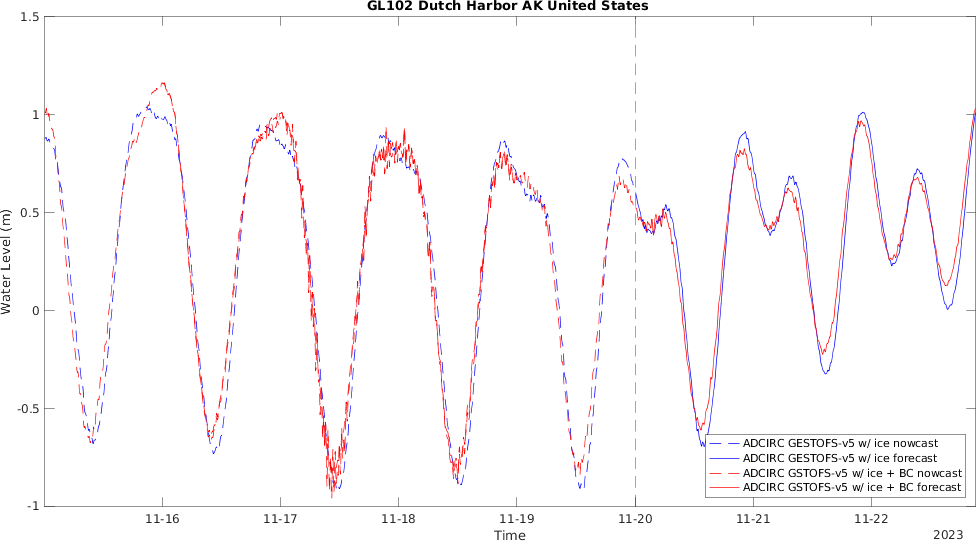 GL102 Dutch Harbor AK United States
1.5
1
0.5
0
-0.5
-1
Water Level (m)
11-16 11-17 11-18 11-19 11-20 11-21 11-22
Time
2023
ADCIRC GESTOFS-v5 w/ ice nowcast
ADCIRC GESTOFS-v5 w/ ice forecast
ADCIRC GSTOFS-v5 w/ ice + BC nowcast
ADCIRC GSTOFS-v5 w/ ice + BC forecast